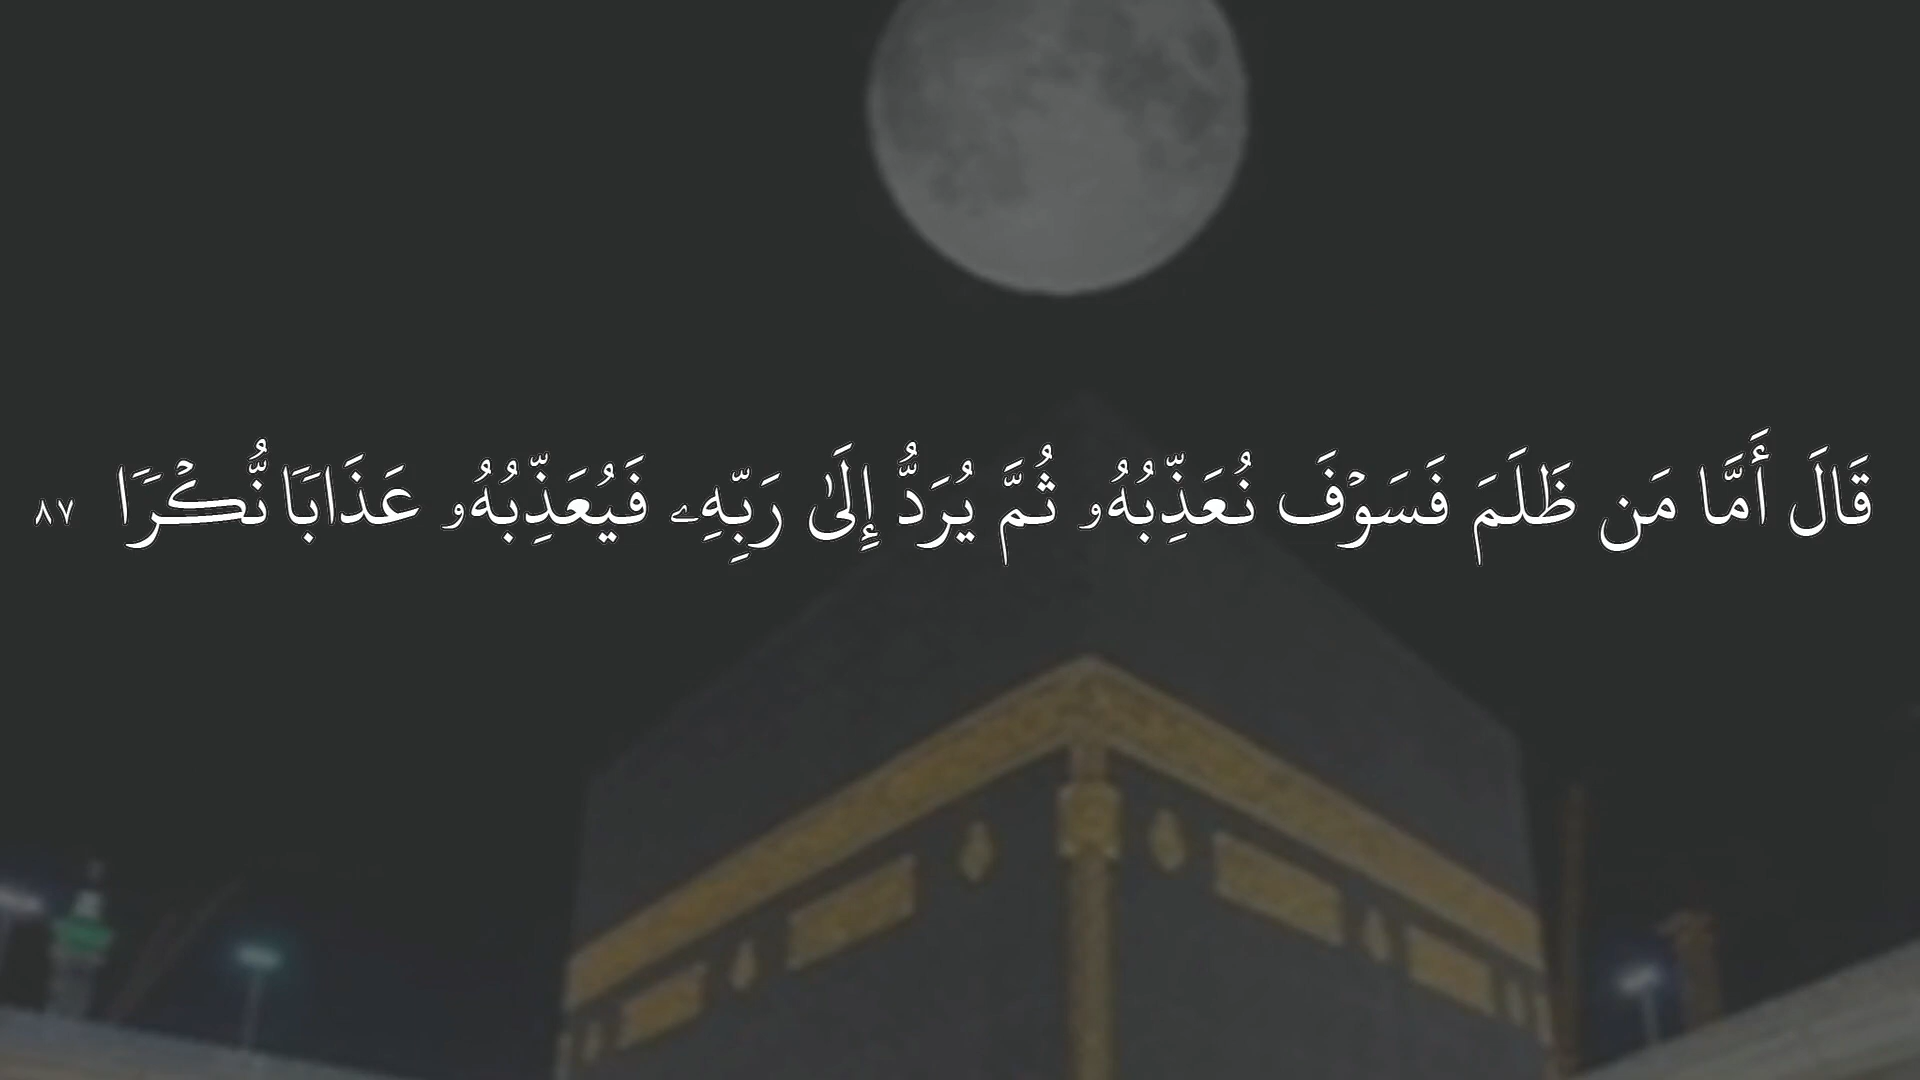 قَالَ أَمَّا مَن ظَلَمَ فَسَوۡفَ نُعَذِّبُهُۥ ثُمَّ يُرَدُّ إِلَىٰ رَبِّهِۦ فَيُعَذِّبُهُۥ عَذَابٗا نُّكۡرٗا ٨٧